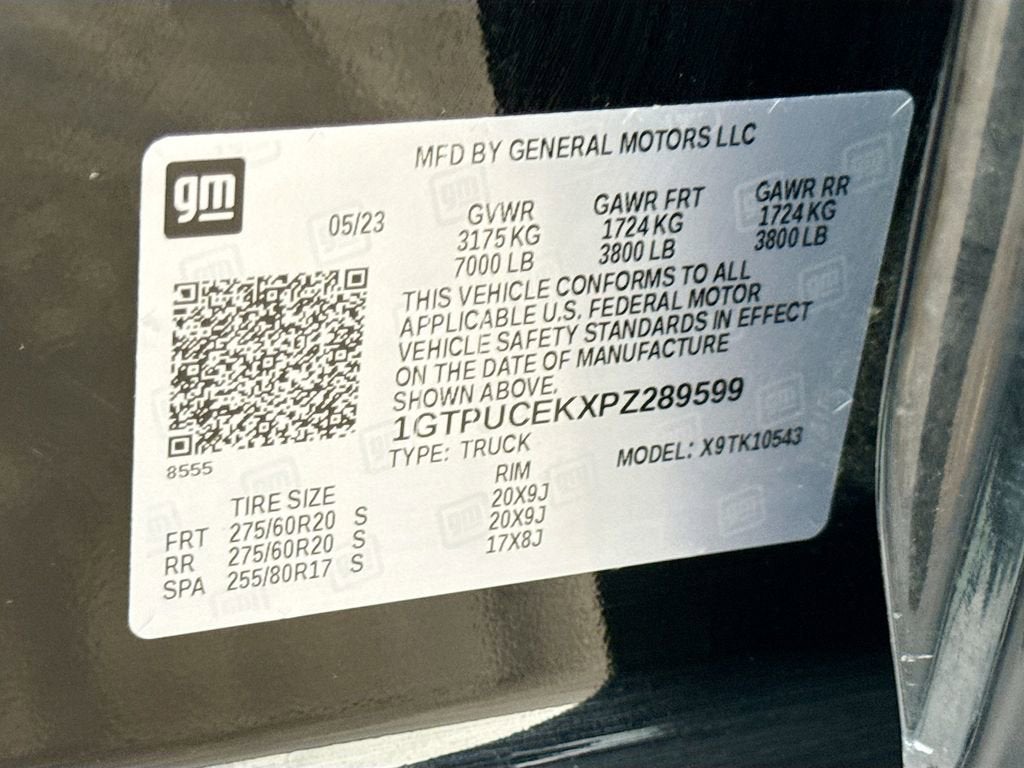 gm
MFD BY GENERAL MOTORS LLC
05/23
GVWR GAWR FRT GAWR RR
3175 KG 1724 KG 1724 KG
7000 LB 3800 LB 3800 LB
THIS VEHICLE CONFORMS TO ALL
APPLICABLE U.S. FEDERAL MOTOR
VEHICLE SAFETY STANDARDS IN EFFECT
ON THE DATE OF MANUFACTURE
SHOWN ABOVE.
1GTPUCEKXPZ289599
TYPE: TRUCK MODEL: X9TK10543
8555
TIRE SIZE RIM
FRT 275/60R20 S 20X9J
RR 275/60R20 S 20X9J
SPA 255/80R17 S 17X8J